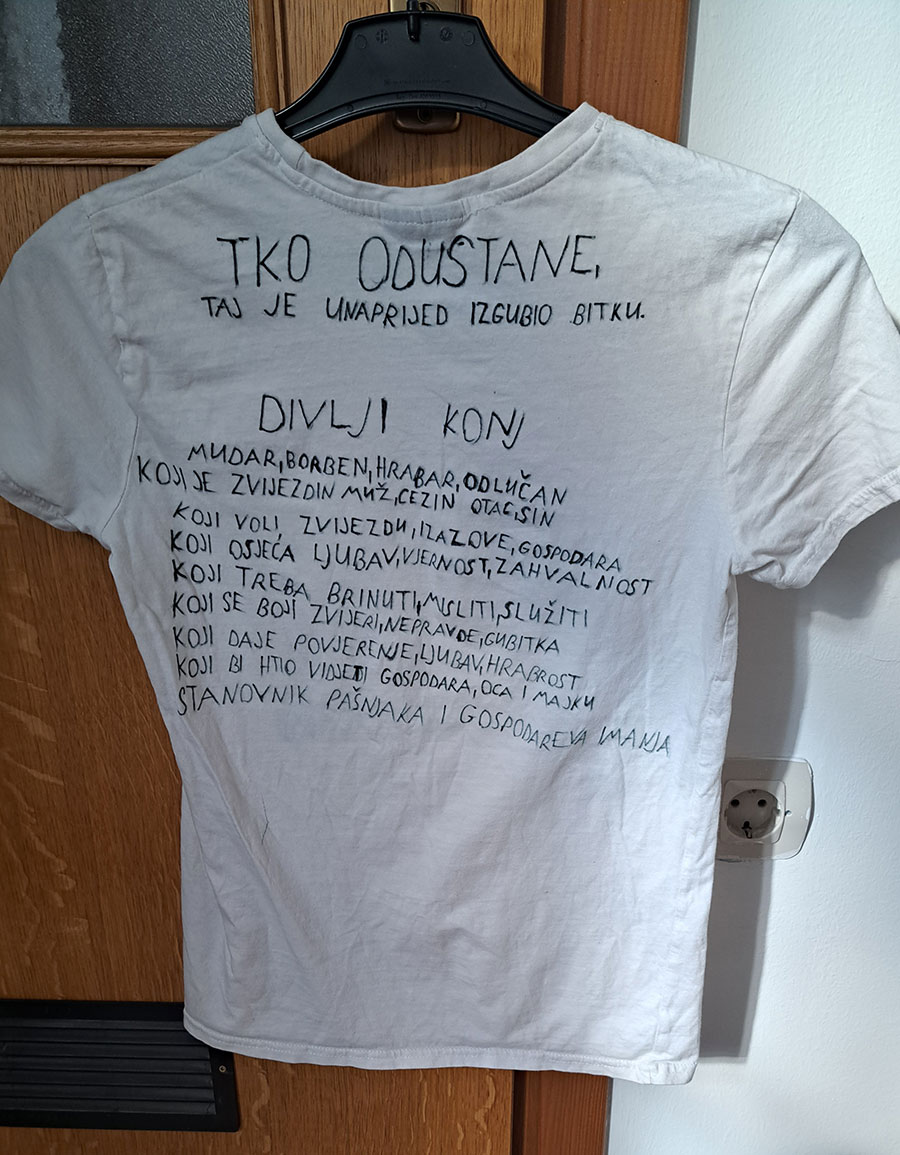 TKO ODUSTANE,
TAJ JE UNAPRIJED IZGUBIO BITKU.
DIVLJI KONJ
MUDAR, BORBEN, HRABAR, ODLUČAN
KOJI JE ZVIJEZDIN MUŽ, CEZIN OTAC, SIN
KOJI VOLI ZVIJEZDU, IZAZOVE, GOSPODARA
KOJI OSJEĆA LJUBAV, VJERNOST, ZAHVALNOST
KOJI TREBA BRINUTI, MISLITI, SLUŽITI
KOJI SE BOJI ZVIJERI, NEPRAVDE, GUBITKA
KOJI DAJE POVJERENJE, LJUBAV, HRABROST
KOJI BI HTIO VIDJETI GOSPODARA, OCA I MAJKU
STANOVNIK PAŠNJAKA I GOSPODAREVA IMANJA